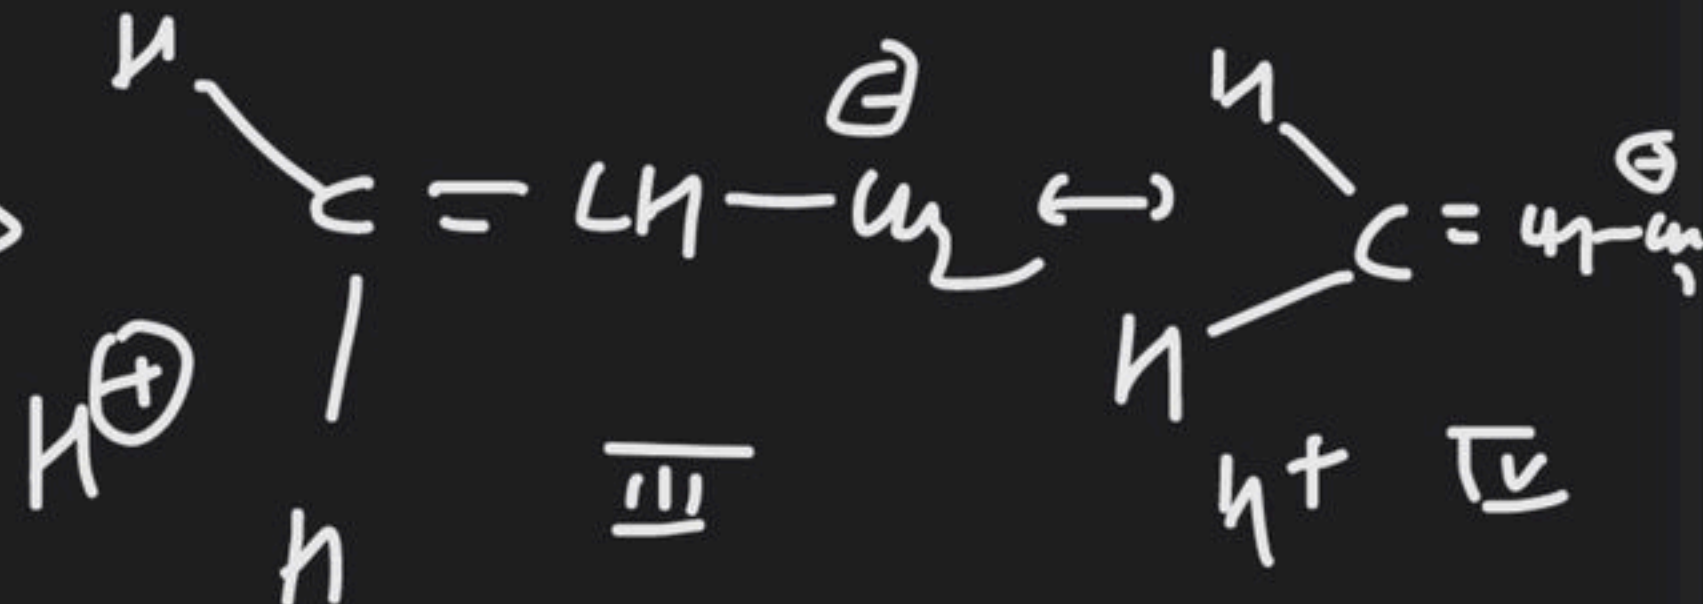 H H
⊖ ⊖
C = CH — CH2 ↔ C = CH — CH2
H⊕ H H+
H III IV